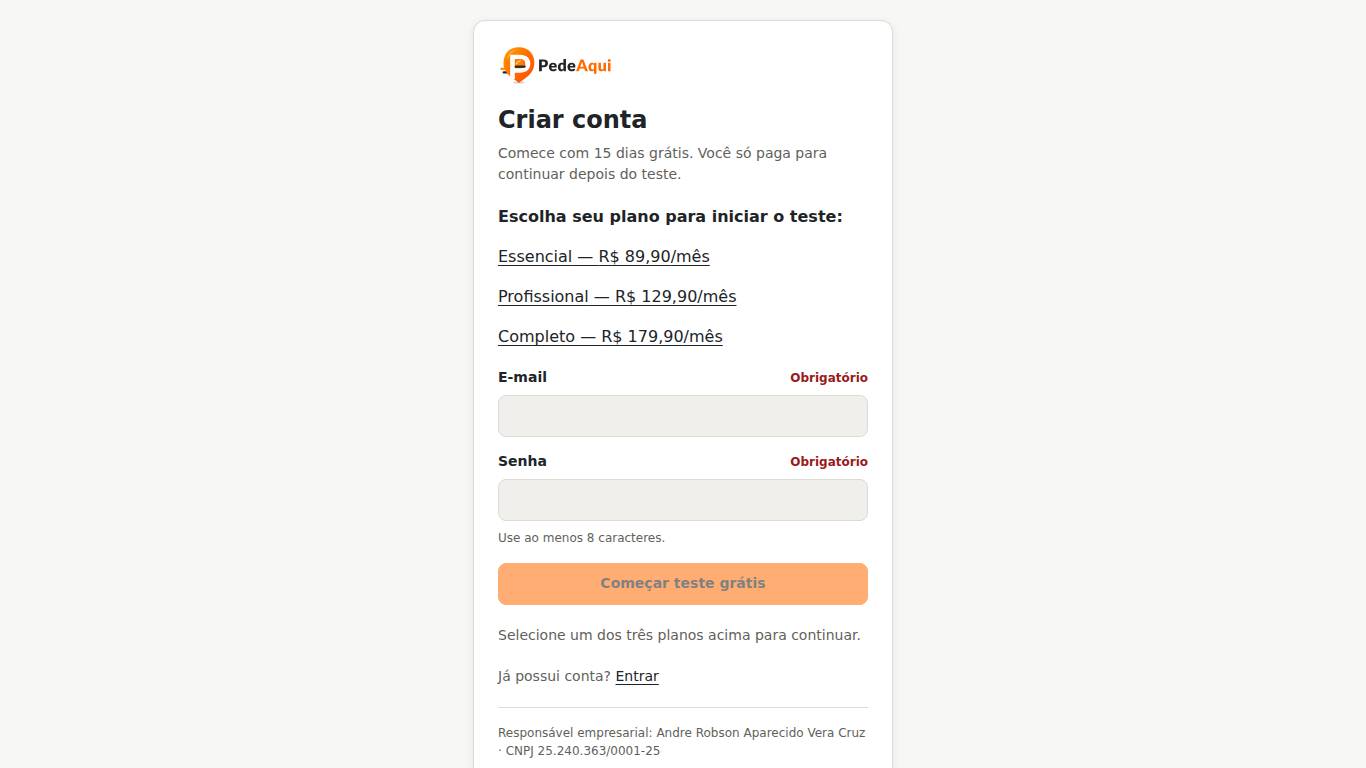 PedeAqui
Criar conta
Comece com 15 dias grátis. Você só paga para
continuar depois do teste.
Escolha seu plano para iniciar o teste:
Essencial — R$ 89,90/mês
Profissional — R$ 129,90/mês
Completo — R$ 179,90/mês
E-mail Obrigatório
Senha Obrigatório
Use ao menos 8 caracteres.
Começar teste grátis
Selecione um dos três planos acima para continuar.
Já possui conta? Entrar
Responsável empresarial: Andre Robson Aparecido Vera Cruz
· CNPJ 25.240.363/0001-25